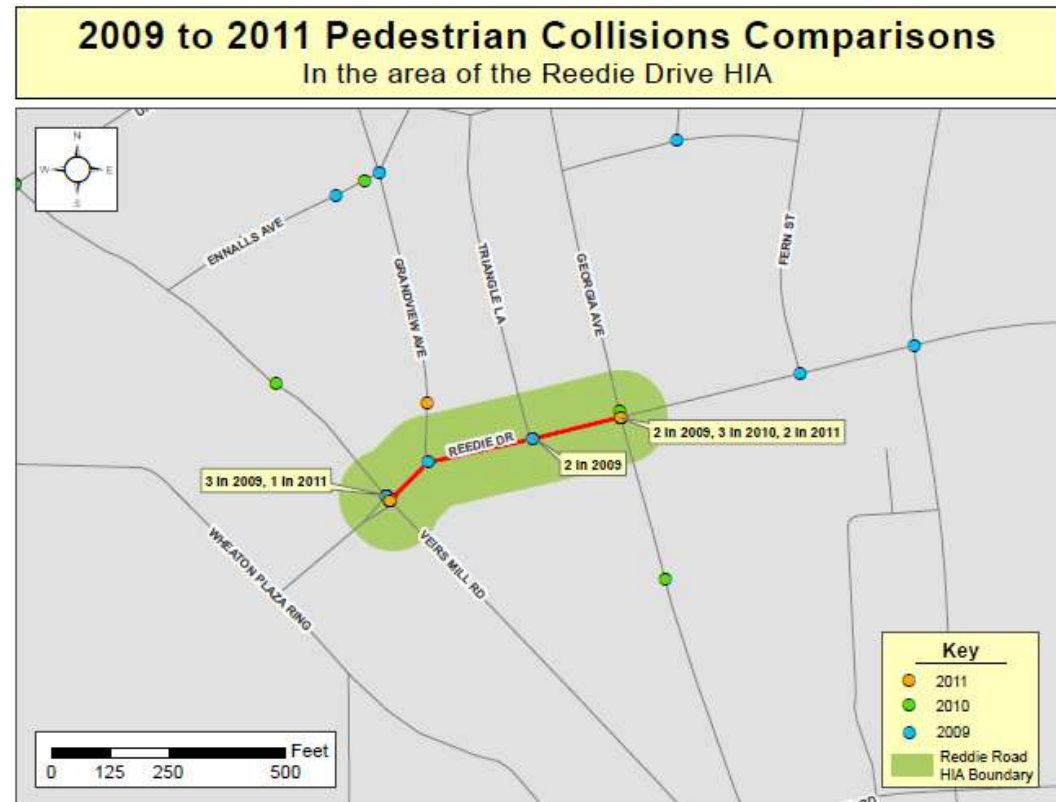 2009 to 2011 Pedestrian Collisions Comparisons
In the area of the Reedie Drive HIA
N
W
E
S
ENNALLS AVE
GRANDVIEW AVE
TRIANGLE LA
GEORGIA AVE
FERN ST
REEDIE DR
2 in 2009, 3 in 2010, 2 in 2011
2 in 2009
3 in 2009, 1 in 2011
WHEATON PLAZA RING
VEIRS MILL RD
Key
2011
2010
2009
Reddie Road
HIA Boundary
Feet
0 125 250 500
RD